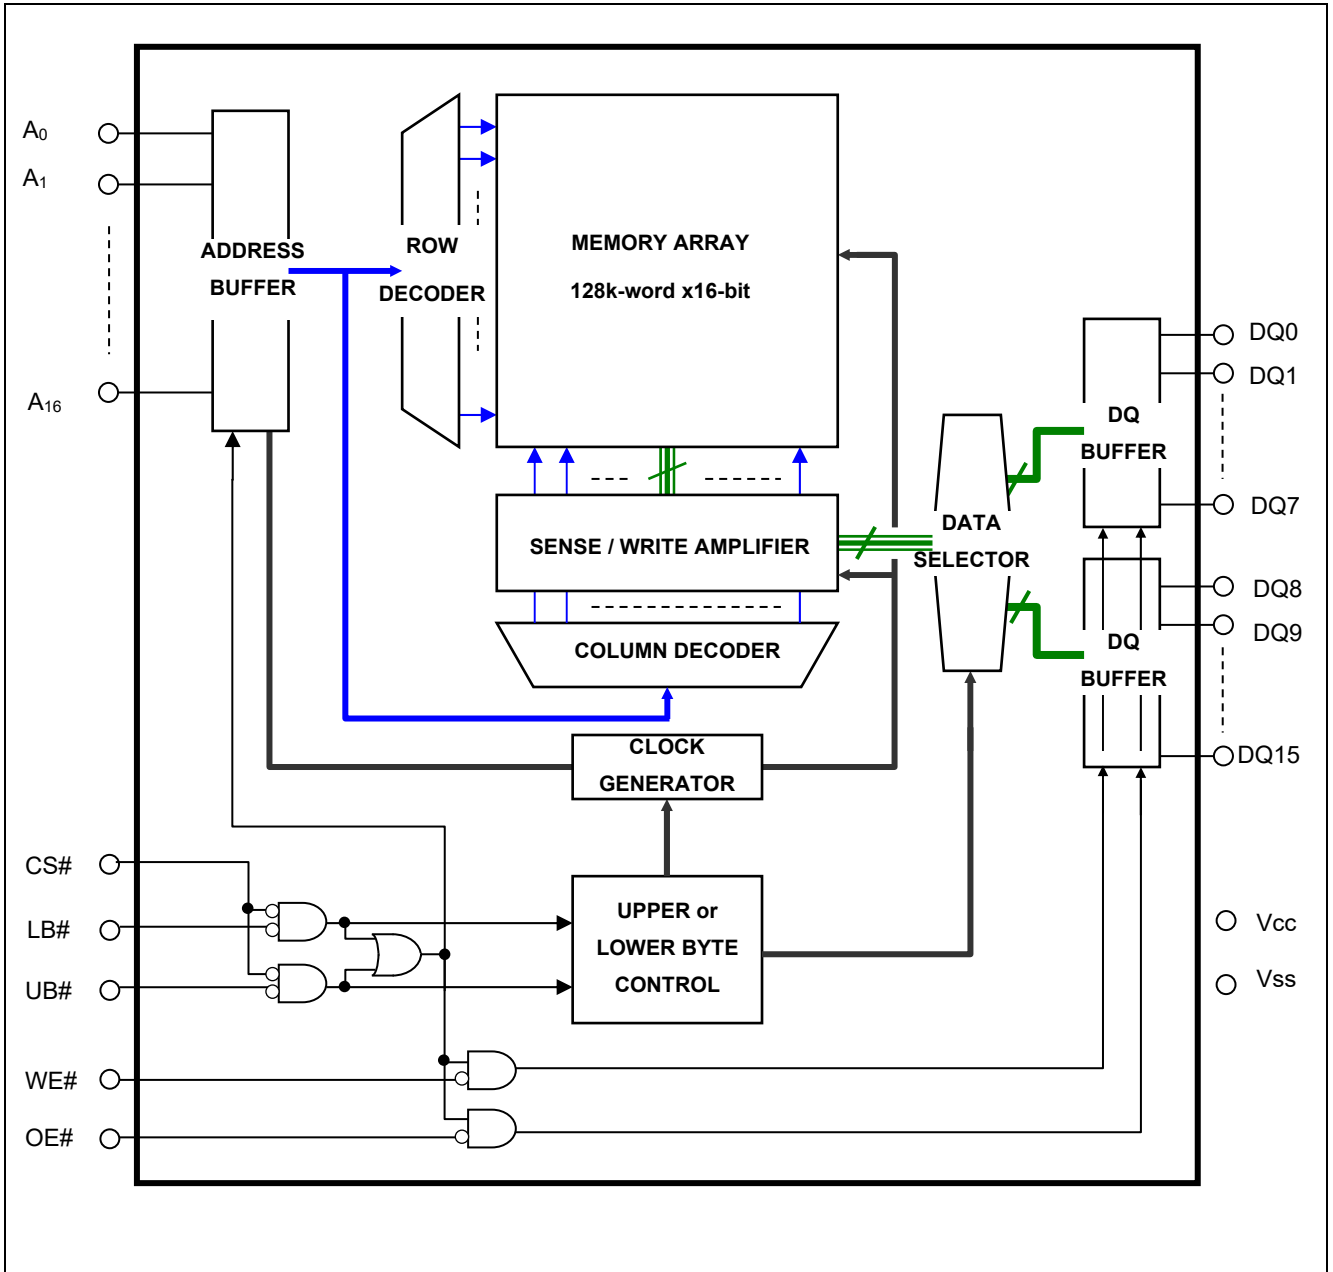 A0
A1
A16
ADDRESS
BUFFER
ROW
DECODER
MEMORY ARRAY
128k-word x16-bit
SENSE / WRITE AMPLIFIER
COLUMN DECODER
CLOCK
GENERATOR
DATA
SELECTOR
DQ
BUFFER
DQ
BUFFER
DQ0
DQ1
DQ7
DQ8
DQ9
DQ15
CS#
LB#
UB#
WE#
OE#
UPPER or
LOWER BYTE
CONTROL
Vcc
Vss